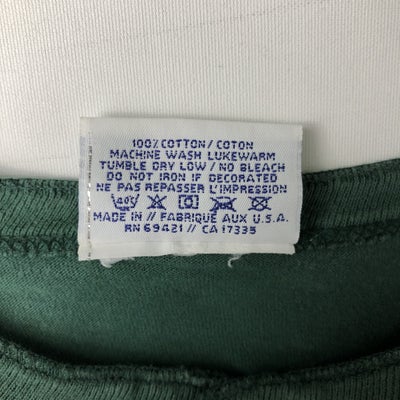 100% COTTON / COTON
MACHINE WASH LUKEWARM
TUMBLE DRY LOW / NO BLEACH
DO NOT IRON IF DECORATED
NE PAS REPASSER L'IMPRESSION
40°
MADE IN // FABRIQUE AUX U.S.A.
RN 69421 // CA 17335